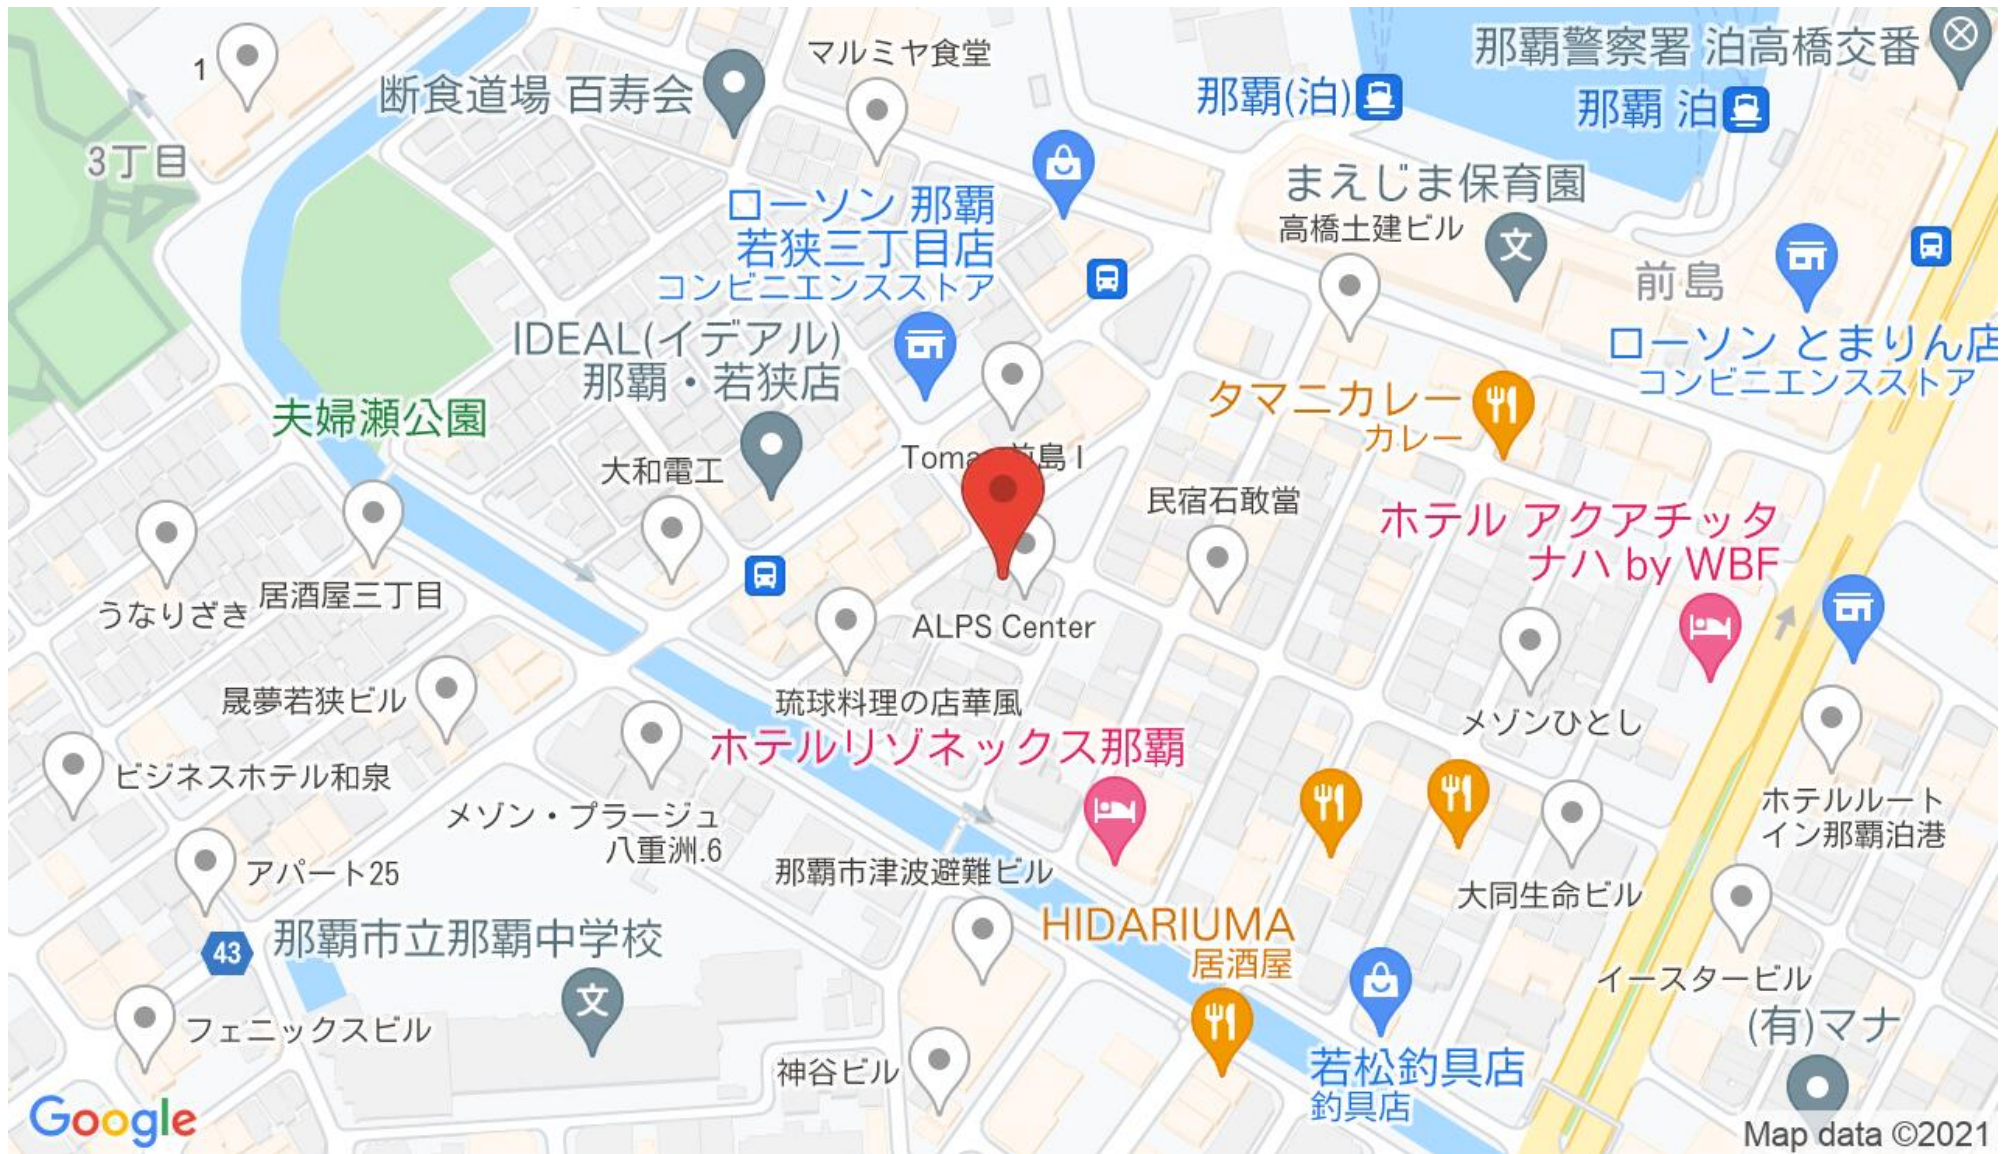 那覇警察署 泊高橋交番
マルミヤ食堂
1
断食道場 百寿会
那覇(泊)
那覇 泊
3丁目
まえじま保育園
ローソン 那覇
若狭三丁目店
コンビニエンスストア
高橋土建ビル
文
前島
IDEAL(イデアル)
那覇・若狭店
ローソン とまりん店
コンビニエンスストア
夫婦瀬公園
タマニカレー
カレー
大和電工
前島 I
民宿石敢當
ホテル アクアチッタ
ナハ by WBF
うなりざき
居酒屋三丁目
ALPS Center
晟夢若狭ビル
琉球料理の店華風
メゾンひとし
ホテルリゾネックス那覇
ビジネスホテル和泉
メゾン・プラージュ
八重洲.6
ホテルルート
イン那覇泊港
アパート25
那覇市津波避難ビル
大同生命ビル
43
那覇市立那覇中学校
HIDARIUMA
居酒屋
イースタービル
文
フェニックスビル
(有)マナ
神谷ビル
若松釣具店
釣具店
Google
Map data ©2021